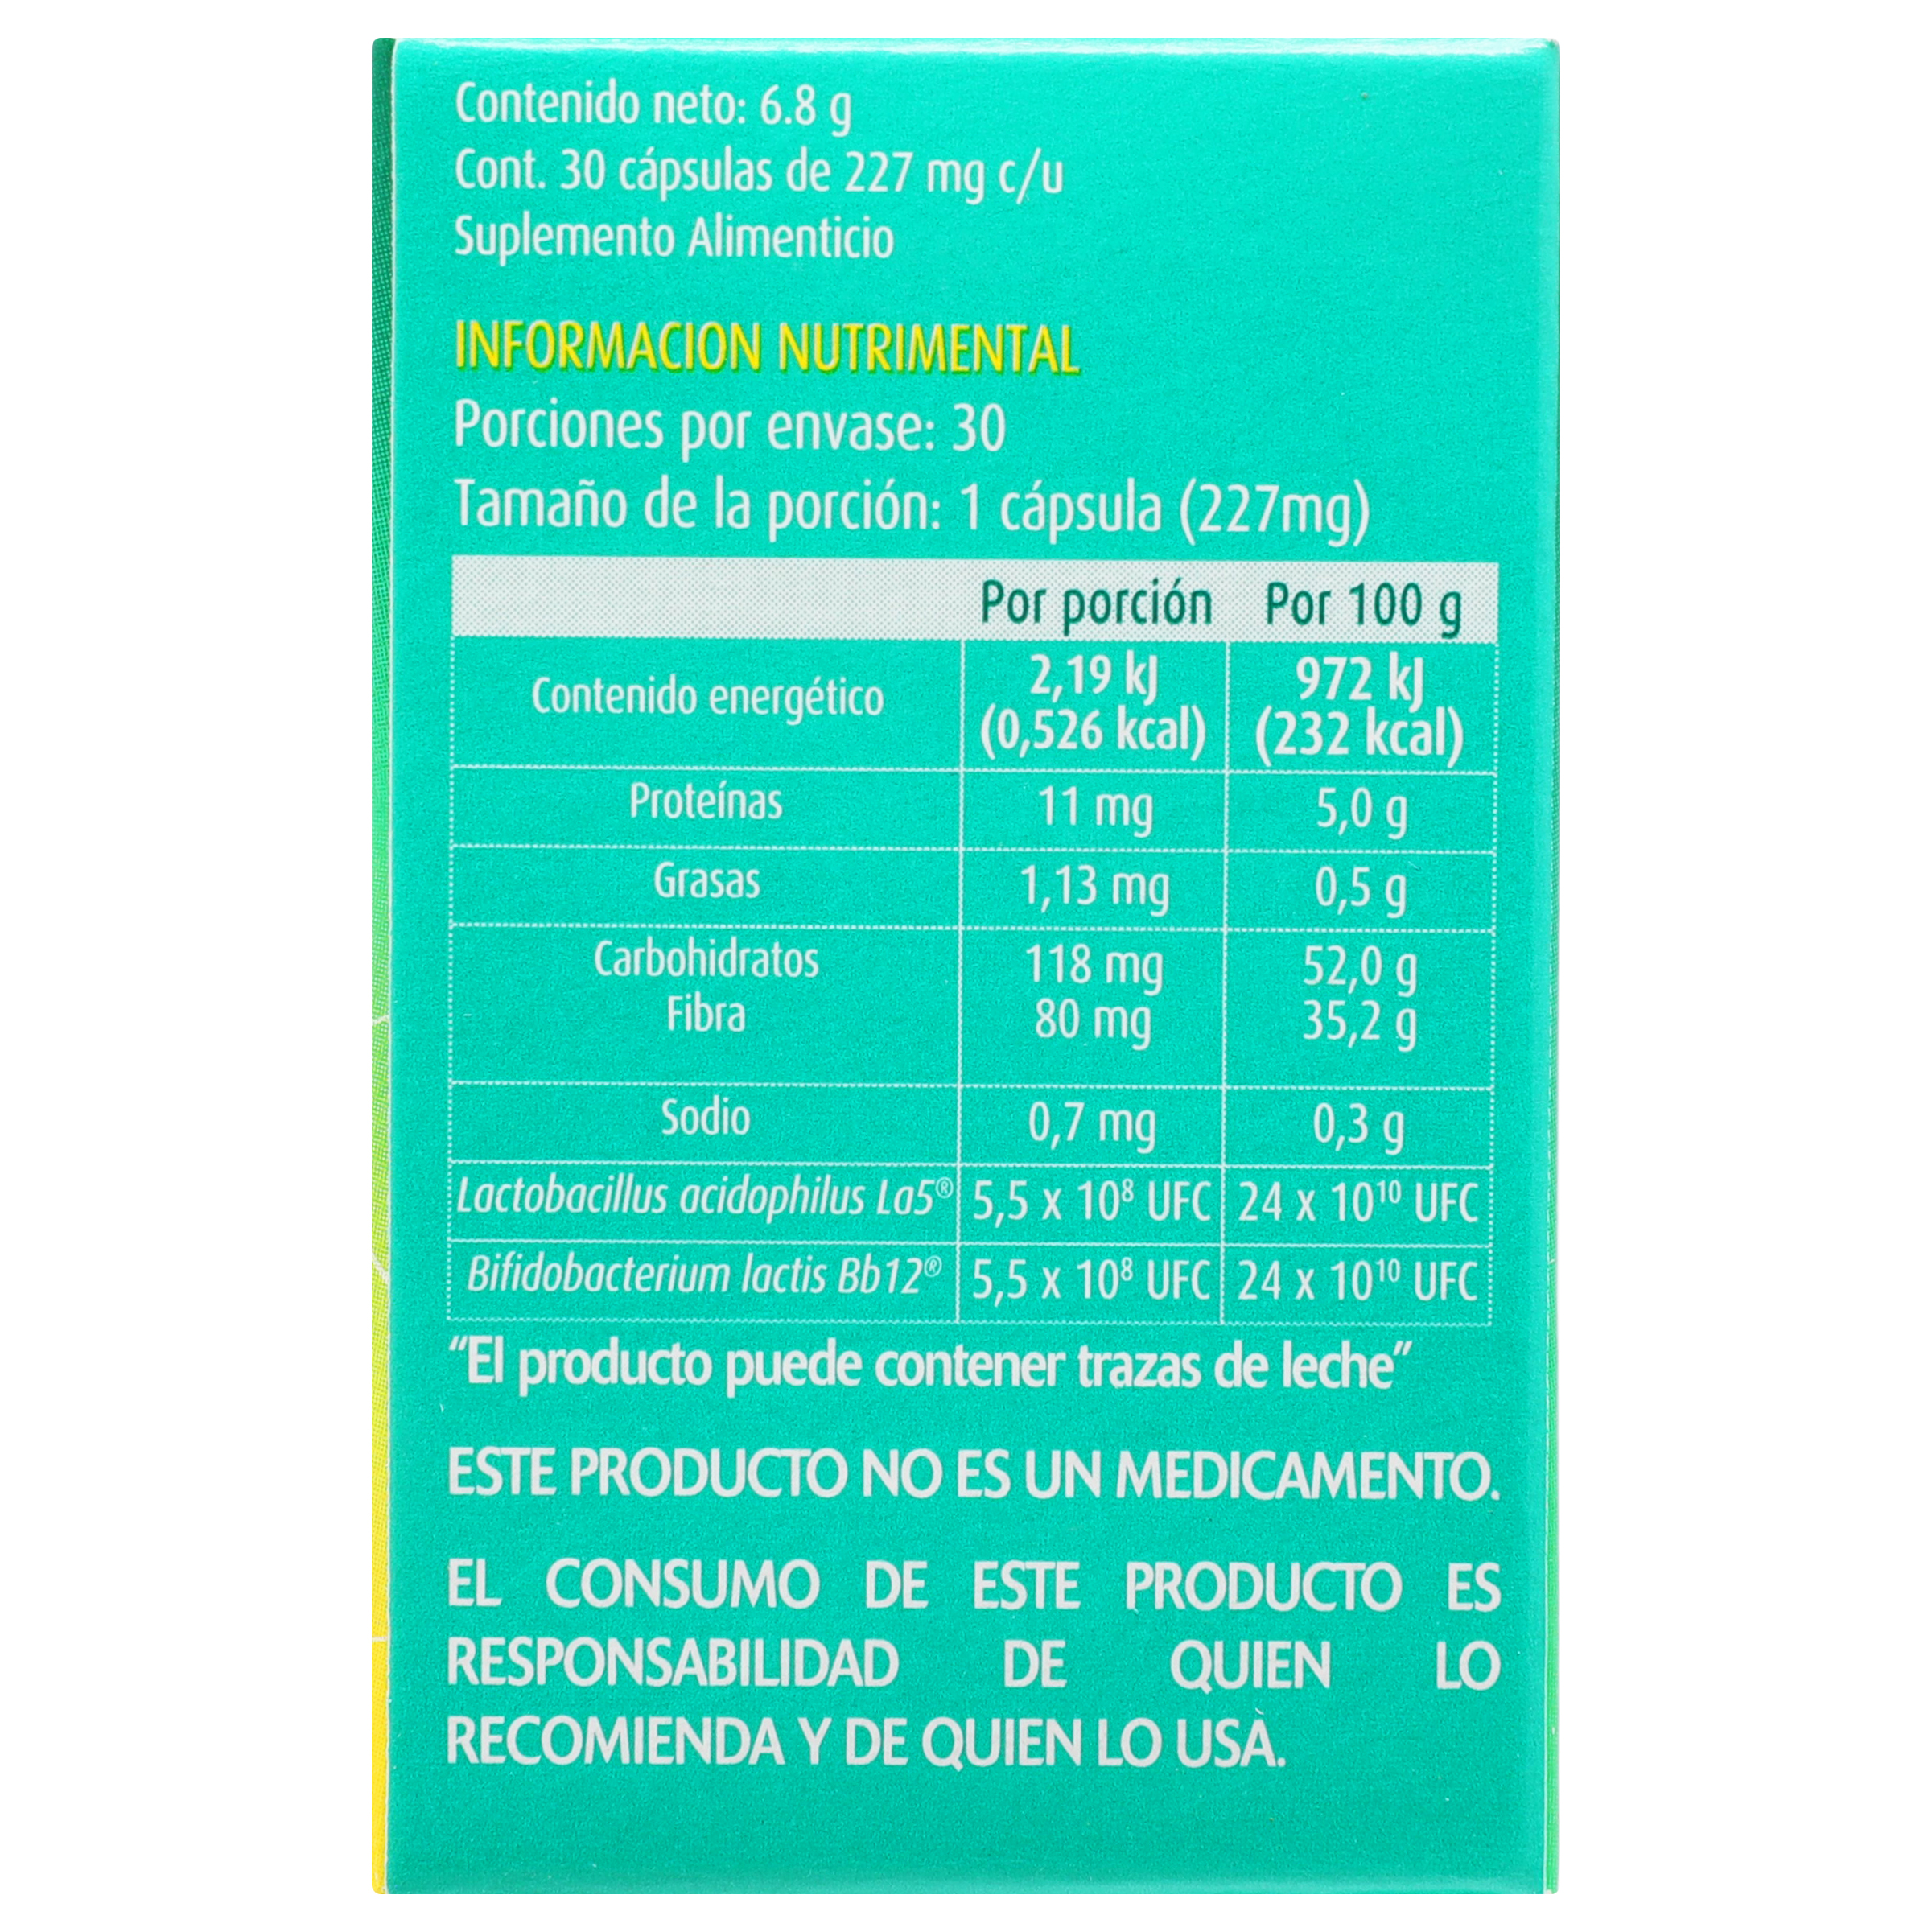 Contenido neto: 6.8 g
Cont. 30 cápsulas de 227 mg c/u
Suplemento Alimenticio
INFORMACION NUTRIMENTAL
Porciones por envase: 30
Tamaño de la porción: 1 cápsula (227mg)
Por porción Por 100 g
Contenido energético 2,19 kJ (0,526 kcal) 972 kJ (232 kcal)
Proteínas 11 mg 5,0 g
Grasas 1,13 mg 0,5 g
Carbohidratos 118 mg 52,0 g
Fibra 80 mg 35,2 g
Sodio 0,7 mg 0,3 g
Lactobacillus acidophilus La5® 5,5 x 10⁸ UFC 24 x 10¹⁰ UFC
Bifidobacterium lactis Bb12® 5,5 x 10⁸ UFC 24 x 10¹⁰ UFC
“El producto puede contener trazas de leche”
ESTE PRODUCTO NO ES UN MEDICAMENTO.
EL CONSUMO DE ESTE PRODUCTO ES
RESPONSABILIDAD DE QUIEN LO
RECOMIENDA Y DE QUIEN LO USA.